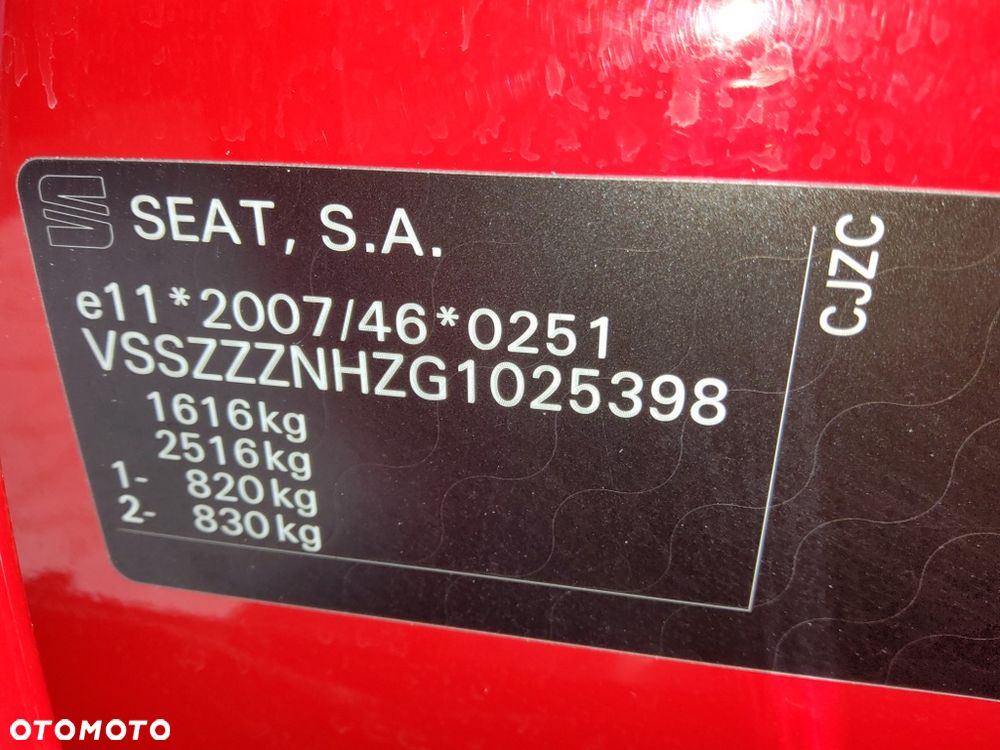 SEAT, S.A.
e11*2007/46*0251
VSSZZZNHZG1025398
1616kg
2516kg
1- 820kg
2- 830kg
CJZC
OTOMOTO